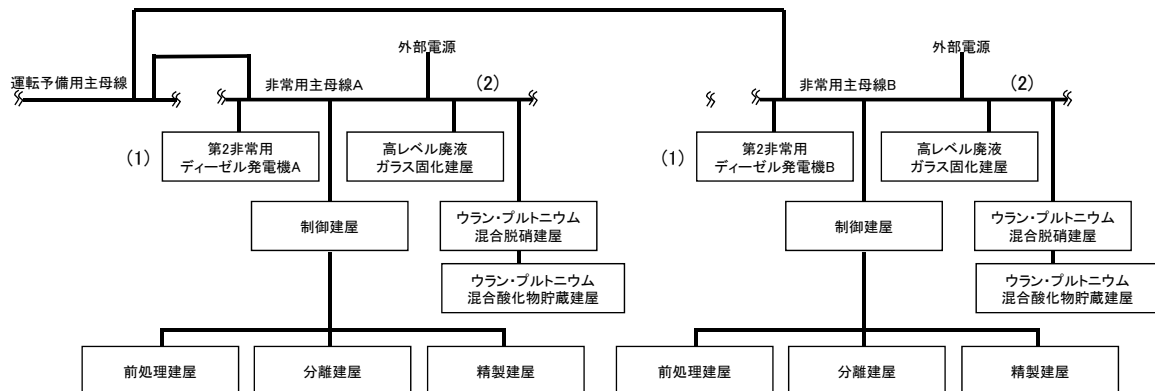 外部電源
外部電源
運転予備用主母線
非常用主母線A
(2)
非常用主母線B
(2)
(1)
第2非常用
ディーゼル発電機A
高レベル廃液
ガラス固化建屋
(1)
第2非常用
ディーゼル発電機B
高レベル廃液
ガラス固化建屋
制御建屋
ウラン・プルトニウム
混合脱硝建屋
制御建屋
ウラン・プルトニウム
混合脱硝建屋
ウラン・プルトニウム
混合酸化物貯蔵建屋
ウラン・プルトニウム
混合酸化物貯蔵建屋
前処理建屋
分離建屋
精製建屋
前処理建屋
分離建屋
精製建屋